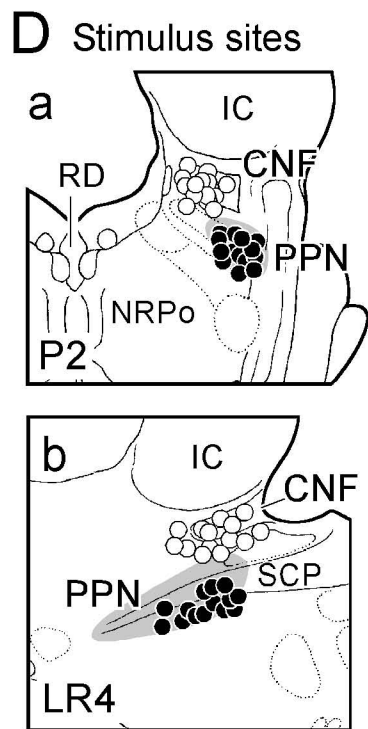 D Stimulus sites
a
IC
CNF
RD
PPN
NRPo
P2
b
IC
CNF
SCP
PPN
LR4